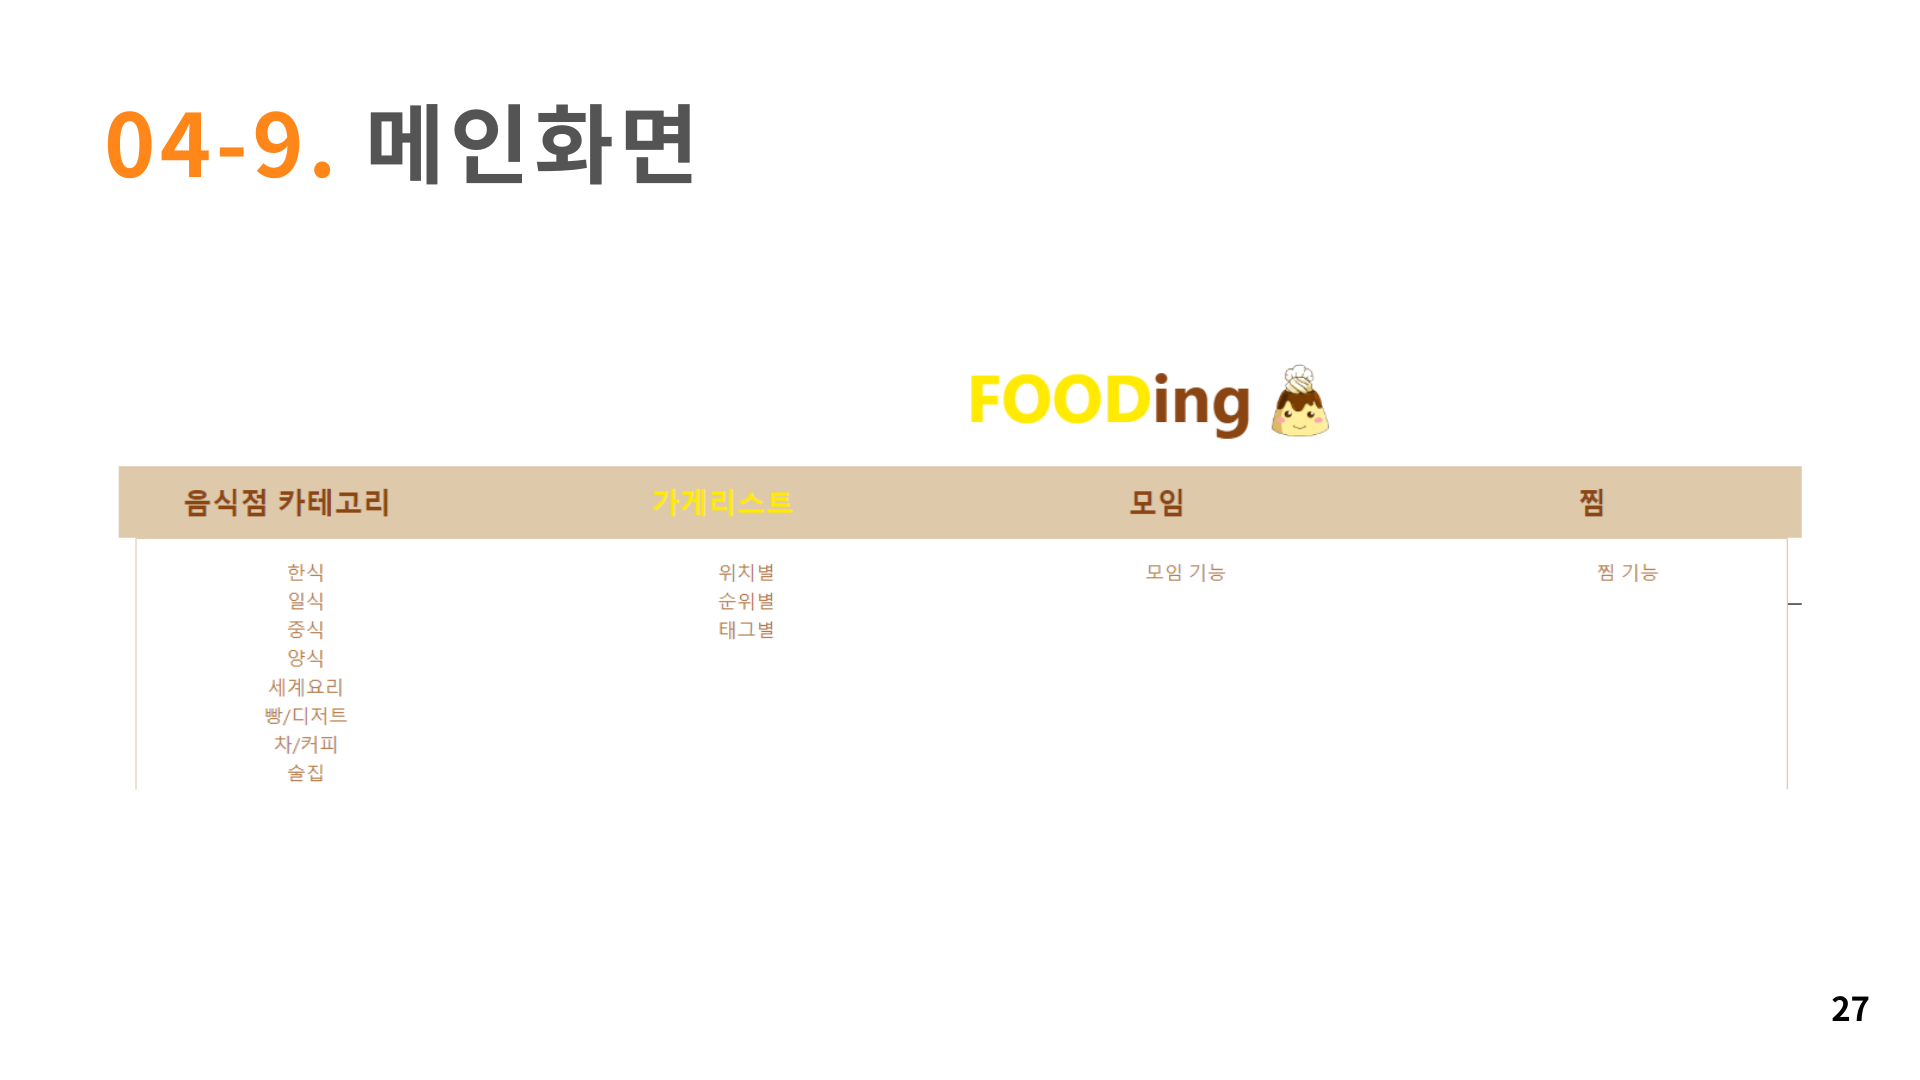 04-9. 메인화면
FOODing
음식점 카테고리 가게리스트 모임 찜
한식 위치별 모임 기능 찜 기능
일식 순위별
중식 태그별
양식
세계요리
빵/디저트
차/커피
술집
27